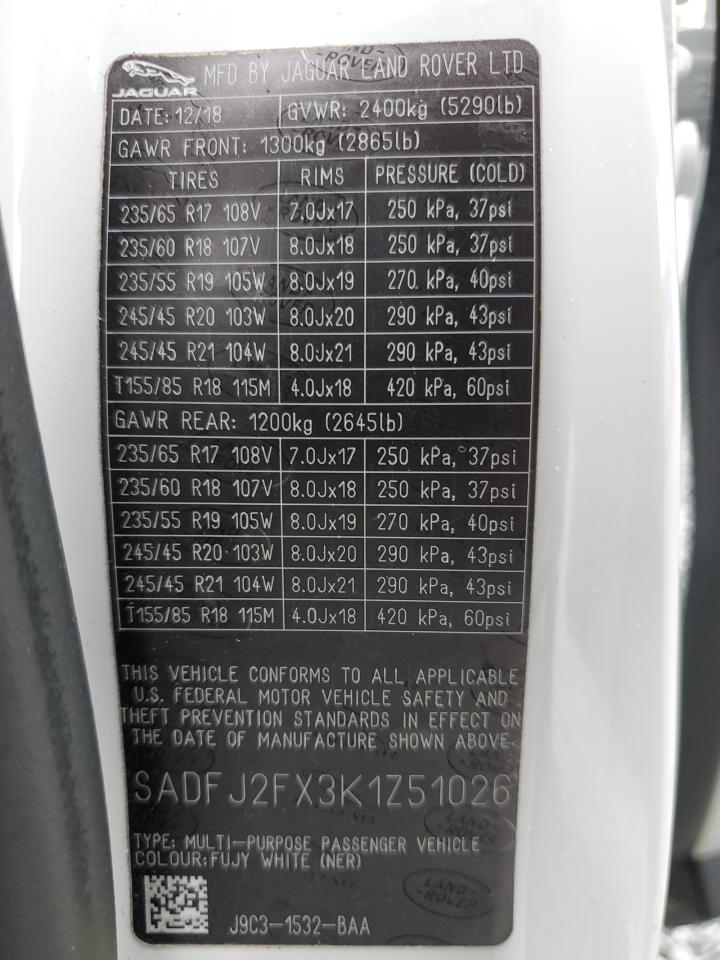 JAGUAR MFD BY JAGUAR LAND ROVER LTD
DATE: 12/18 GVWR: 2400kg (5290lb)
GAWR FRONT: 1300kg (2865lb)
TIRES RIMS PRESSURE (COLD)
235/65 R17 108V 7.0Jx17 250 kPa, 37psi
235/60 R18 107V 8.0Jx18 250 kPa, 37psi
235/55 R19 105W 8.0Jx19 270 kPa, 40psi
245/45 R20 103W 8.0Jx20 290 kPa, 43psi
245/45 R21 104W 8.0Jx21 290 kPa, 43psi
T155/85 R18 115M 4.0Jx18 420 kPa, 60psi
GAWR REAR: 1200kg (2645lb)
235/65 R17 108V 7.0Jx17 250 kPa, 37psi
235/60 R18 107V 8.0Jx18 250 kPa, 37psi
235/55 R19 105W 8.0Jx19 270 kPa, 40psi
245/45 R20 103W 8.0Jx20 290 kPa, 43psi
245/45 R21 104W 8.0Jx21 290 kPa, 43psi
T155/85 R18 115M 4.0Jx18 420 kPa, 60psi
THIS VEHICLE CONFORMS TO ALL APPLICABLE
U.S. FEDERAL MOTOR VEHICLE SAFETY AND
THEFT PREVENTION STANDARDS IN EFFECT ON
THE DATE OF MANUFACTURE SHOWN ABOVE.
SADFJ2FX3K1Z51026
TYPE: MULTI-PURPOSE PASSENGER VEHICLE
COLOUR:FUJY WHITE (NER)
LAND-
ROVER
J9C3-1532-BAA